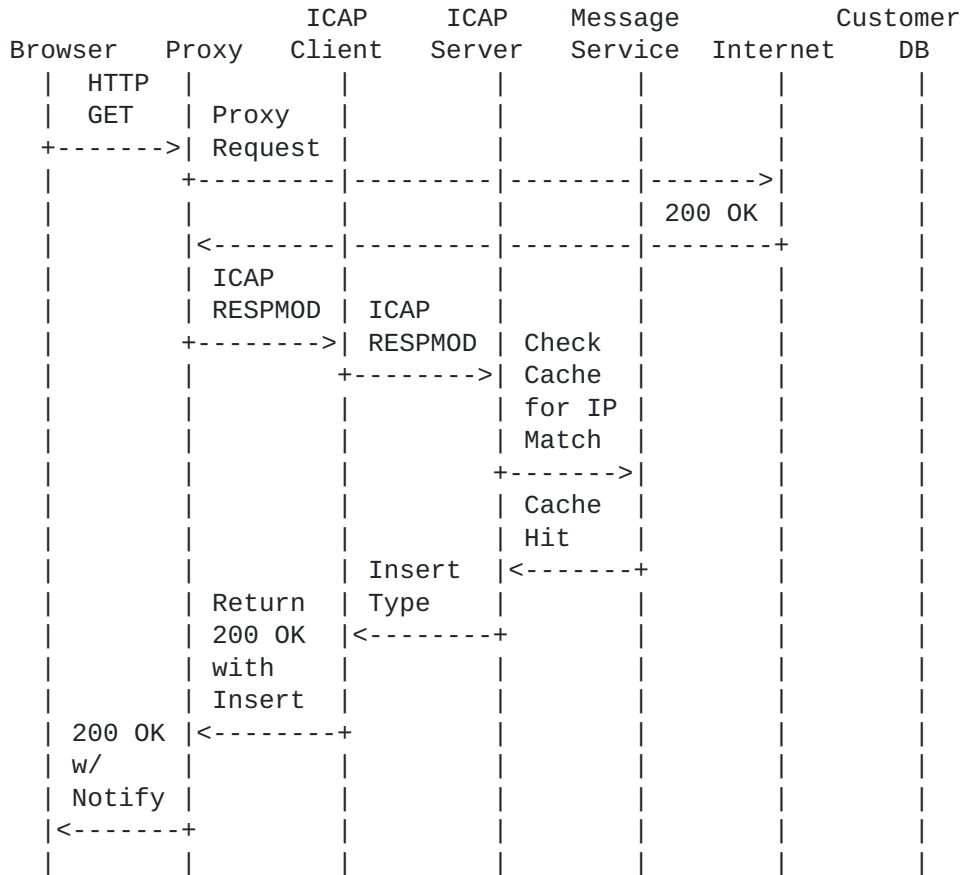 ICAP      ICAP    Message          Customer
Browser   Proxy   Client   Server   Service   Internet    DB
   |  HTTP  |         |         |        |        |        |
   |  GET   | Proxy   |         |        |        |        |
   +------->| Request |         |        |        |        |
   |        +---------|---------|--------|------->|        |
   |        |         |         |        | 200 OK |        |
   |        |<--------|---------|--------|--------+        |
   |        | ICAP    |         |        |        |        |
   |        | RESPMOD | ICAP    |        |        |        |
   |        +-------->| RESPMOD | Check  |        |        |
   |        |         +-------->| Cache  |        |        |
   |        |         |         | for IP |        |        |
   |        |         |         | Match  |        |        |
   |        |         |         +------->|        |        |
   |        |         |         | Cache  |        |        |
   |        |         |         | Hit    |        |        |
   |        |         | Insert  |<-------+        |        |
   |        | Return  | Type    |        |        |        |
   |        | 200 OK  |<--------+        |        |        |
   |        | with    |         |        |        |        |
   |        | Insert  |         |        |        |        |
   | 200 OK |<--------+         |        |        |        |
   | w/     |         |         |        |        |        |
   | Notify |         |         |        |        |        |
   |<-------+         |         |        |        |        |
   |        |         |         |        |        |        |